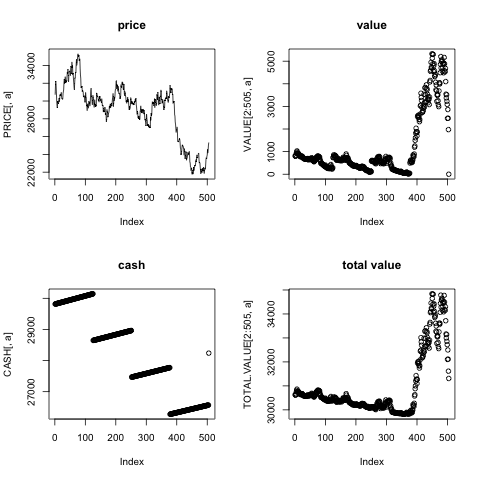 price
PRICE[, a]
34000
28000
22000
0 100 200 300 400 500
Index
value
VALUE[2:505, a]
5000
3000
1000
0
0 100 200 300 400 500
Index
cash
CASH[, a]
29000
27000
0 100 200 300 400 500
Index
total value
TOTAL.VALUE[2:505, a]
34000
32000
30000
0 100 200 300 400 500
Index